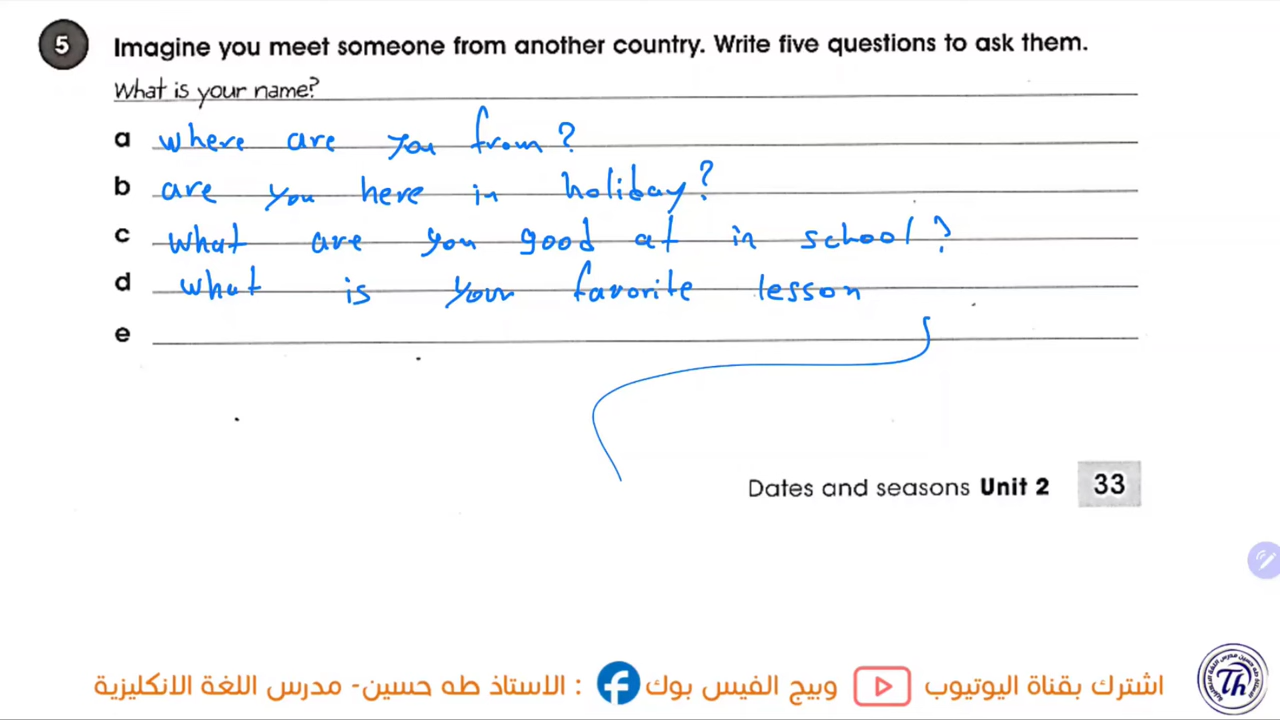 5 Imagine you meet someone from another country. Write five questions to ask them.
What is your name?
a where are you from?
b are you here in holiday?
c what are you good at in school?
d what is your favorite lesson
e
Dates and seasons Unit 2 33
اشترك بقناة اليوتيوب وبيج الفيس بوك : الاستاذ طه حسين- مدرس اللغة الانكليزية
Th